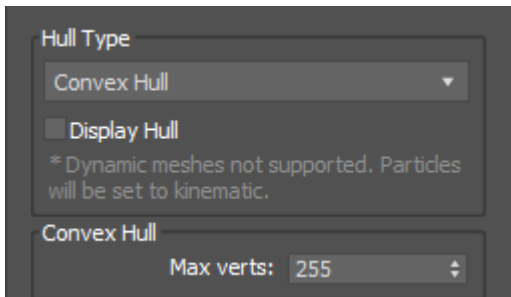 Hull Type
Convex Hull
Display Hull
* Dynamic meshes not supported. Particles
will be set to kinematic.
Convex Hull
Max verts: 255